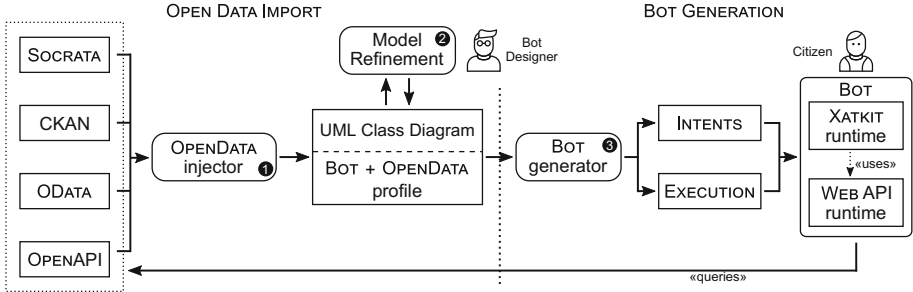 OPEN DATA IMPORT
BOT GENERATION
SOCRATA
CKAN
ODATA
OPENAPI
OPENDATA
injector
1
Model
Refinement
2
Bot
Designer
UML Class Diagram
BOT + OPENDATA
profile
BOT
generator
3
INTENTS
EXECUTION
Citizen
BOT
XATKIT
runtime
«uses»
WEB API
runtime
«queries»